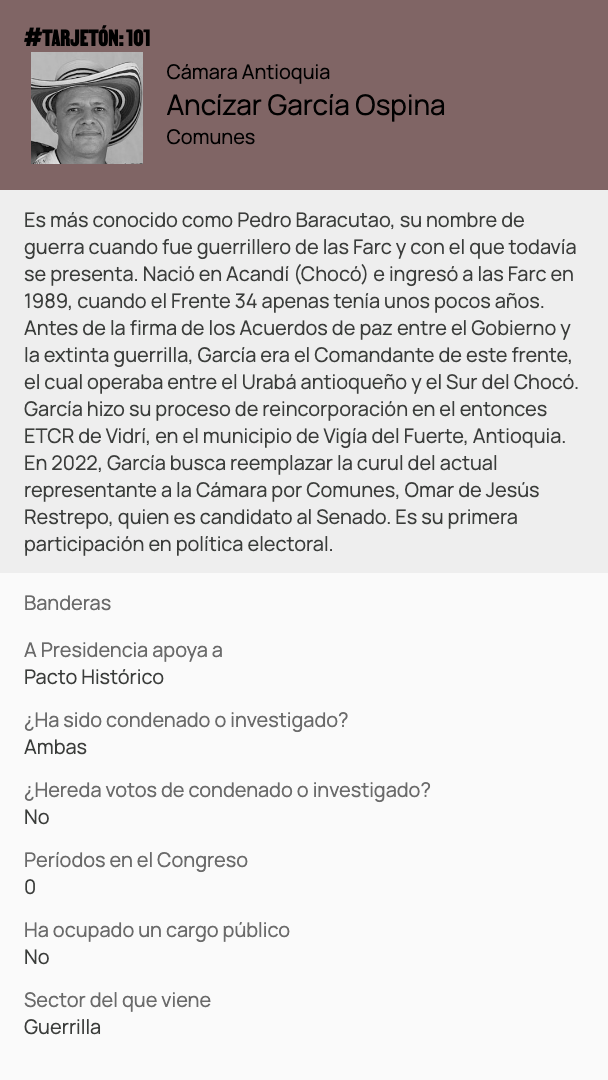 #TARJETÓN: 101
Cámara Antioquia
Ancízar García Ospina
Comunes
Es más conocido como Pedro Baracutao, su nombre de
guerra cuando fue guerrillero de las Farc y con el que todavía
se presenta. Nació en Acandí (Chocó) e ingresó a las Farc en
1989, cuando el Frente 34 apenas tenía unos pocos años.
Antes de la firma de los Acuerdos de paz entre el Gobierno y
la extinta guerrilla, García era el Comandante de este frente,
el cual operaba entre el Urabá antioqueño y el Sur del Chocó.
García hizo su proceso de reincorporación en el entonces
ETCR de Vidrí, en el municipio de Vigía del Fuerte, Antioquia.
En 2022, García busca reemplazar la curul del actual
representante a la Cámara por Comunes, Omar de Jesús
Restrepo, quien es candidato al Senado. Es su primera
participación en política electoral.
Banderas
A Presidencia apoya a
Pacto Histórico
¿Ha sido condenado o investigado?
Ambas
¿Hereda votos de condenado o investigado?
No
Períodos en el Congreso
0
Ha ocupado un cargo público
No
Sector del que viene
Guerrilla